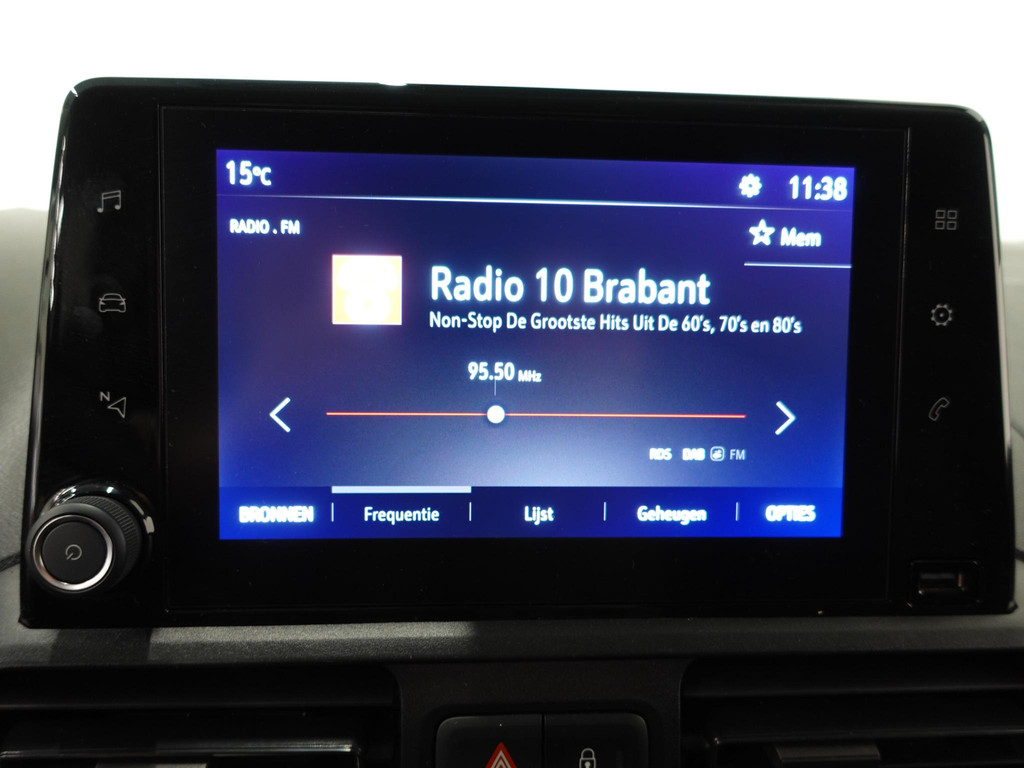 15°C
11:38
RADIO . FM
Mem
Radio 10 Brabant
Non-Stop De Grootste Hits Uit De 60's, 70's en 80's
95.50 MHz
RDS DAB FM
BRONNEN Frequentie Lijst Geheugen OPTIES
N